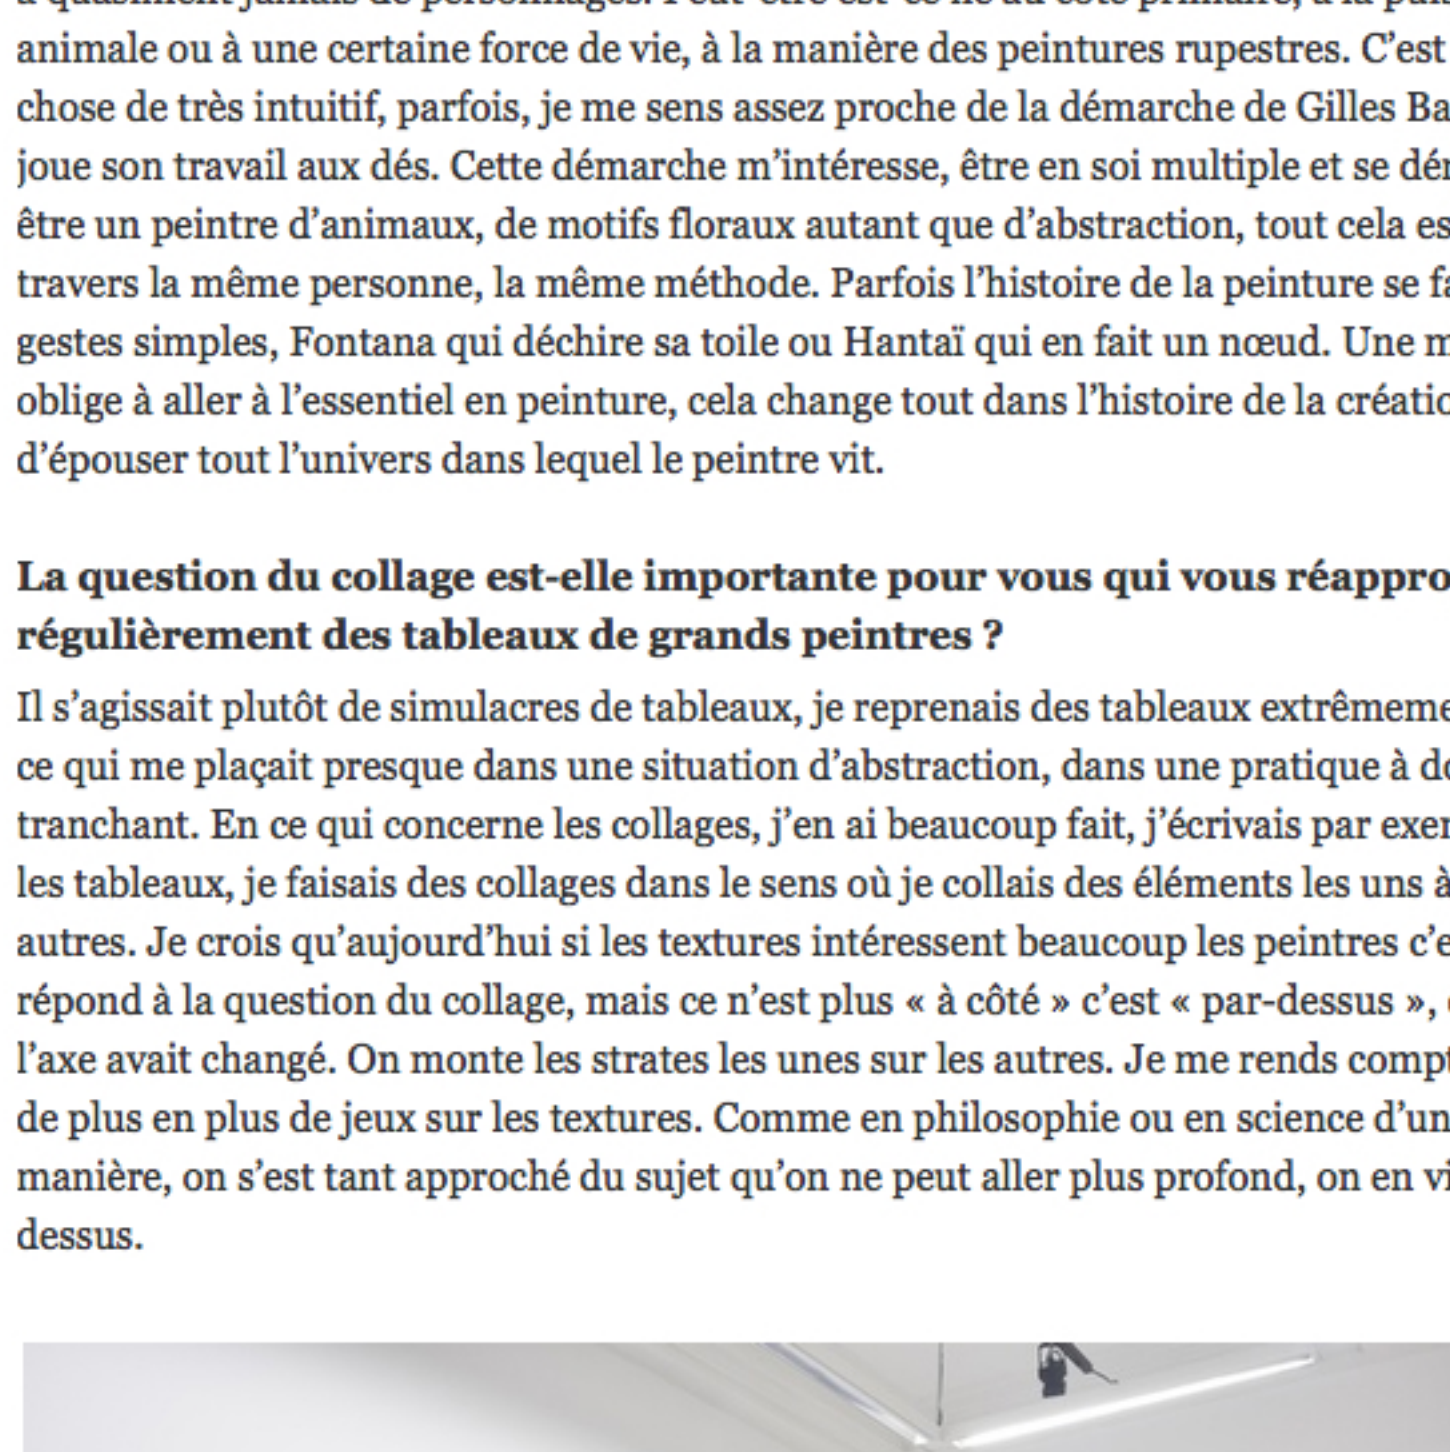 animale ou à une certaine force de vie, à la manière des peintures rupestres. C’est
chose de très intuitif, parfois, je me sens assez proche de la démarche de Gilles Ba
joue son travail aux dés. Cette démarche m’intéresse, être en soi multiple et se dé
être un peintre d’animaux, de motifs floraux autant que d’abstraction, tout cela es
travers la même personne, la même méthode. Parfois l’histoire de la peinture se fa
gestes simples, Fontana qui déchire sa toile ou Hantaï qui en fait un nœud. Une
oblige à aller à l’essentiel en peinture, cela change tout dans l’histoire de la créatio
d’épouser tout l’univers dans lequel le peintre vit.
La question du collage est-elle importante pour vous qui vous réappro
régulièrement des tableaux de grands peintres ?
Il s’agissait plutôt de simulacres de tableaux, je reprenais des tableaux extrêmeme
ce qui me plaçait presque dans une situation d’abstraction, dans une pratique à do
tranchant. En ce qui concerne les collages, j’en ai beaucoup fait, j’écrivais par exe
les tableaux, je faisais des collages dans le sens où je collais des éléments les uns à
autres. Je crois qu’aujourd’hui si les textures intéressent beaucoup les peintres c’e
répond à la question du collage, mais ce n’est plus « à côté » c’est « par-dessus »,
l’axe avait changé. On monte les strates les unes sur les autres. Je me rends compt
de plus en plus de jeux sur les textures. Comme en philosophie ou en science d’un
manière, on s’est tant approché du sujet qu’on ne peut aller plus profond, on en vi
dessus.